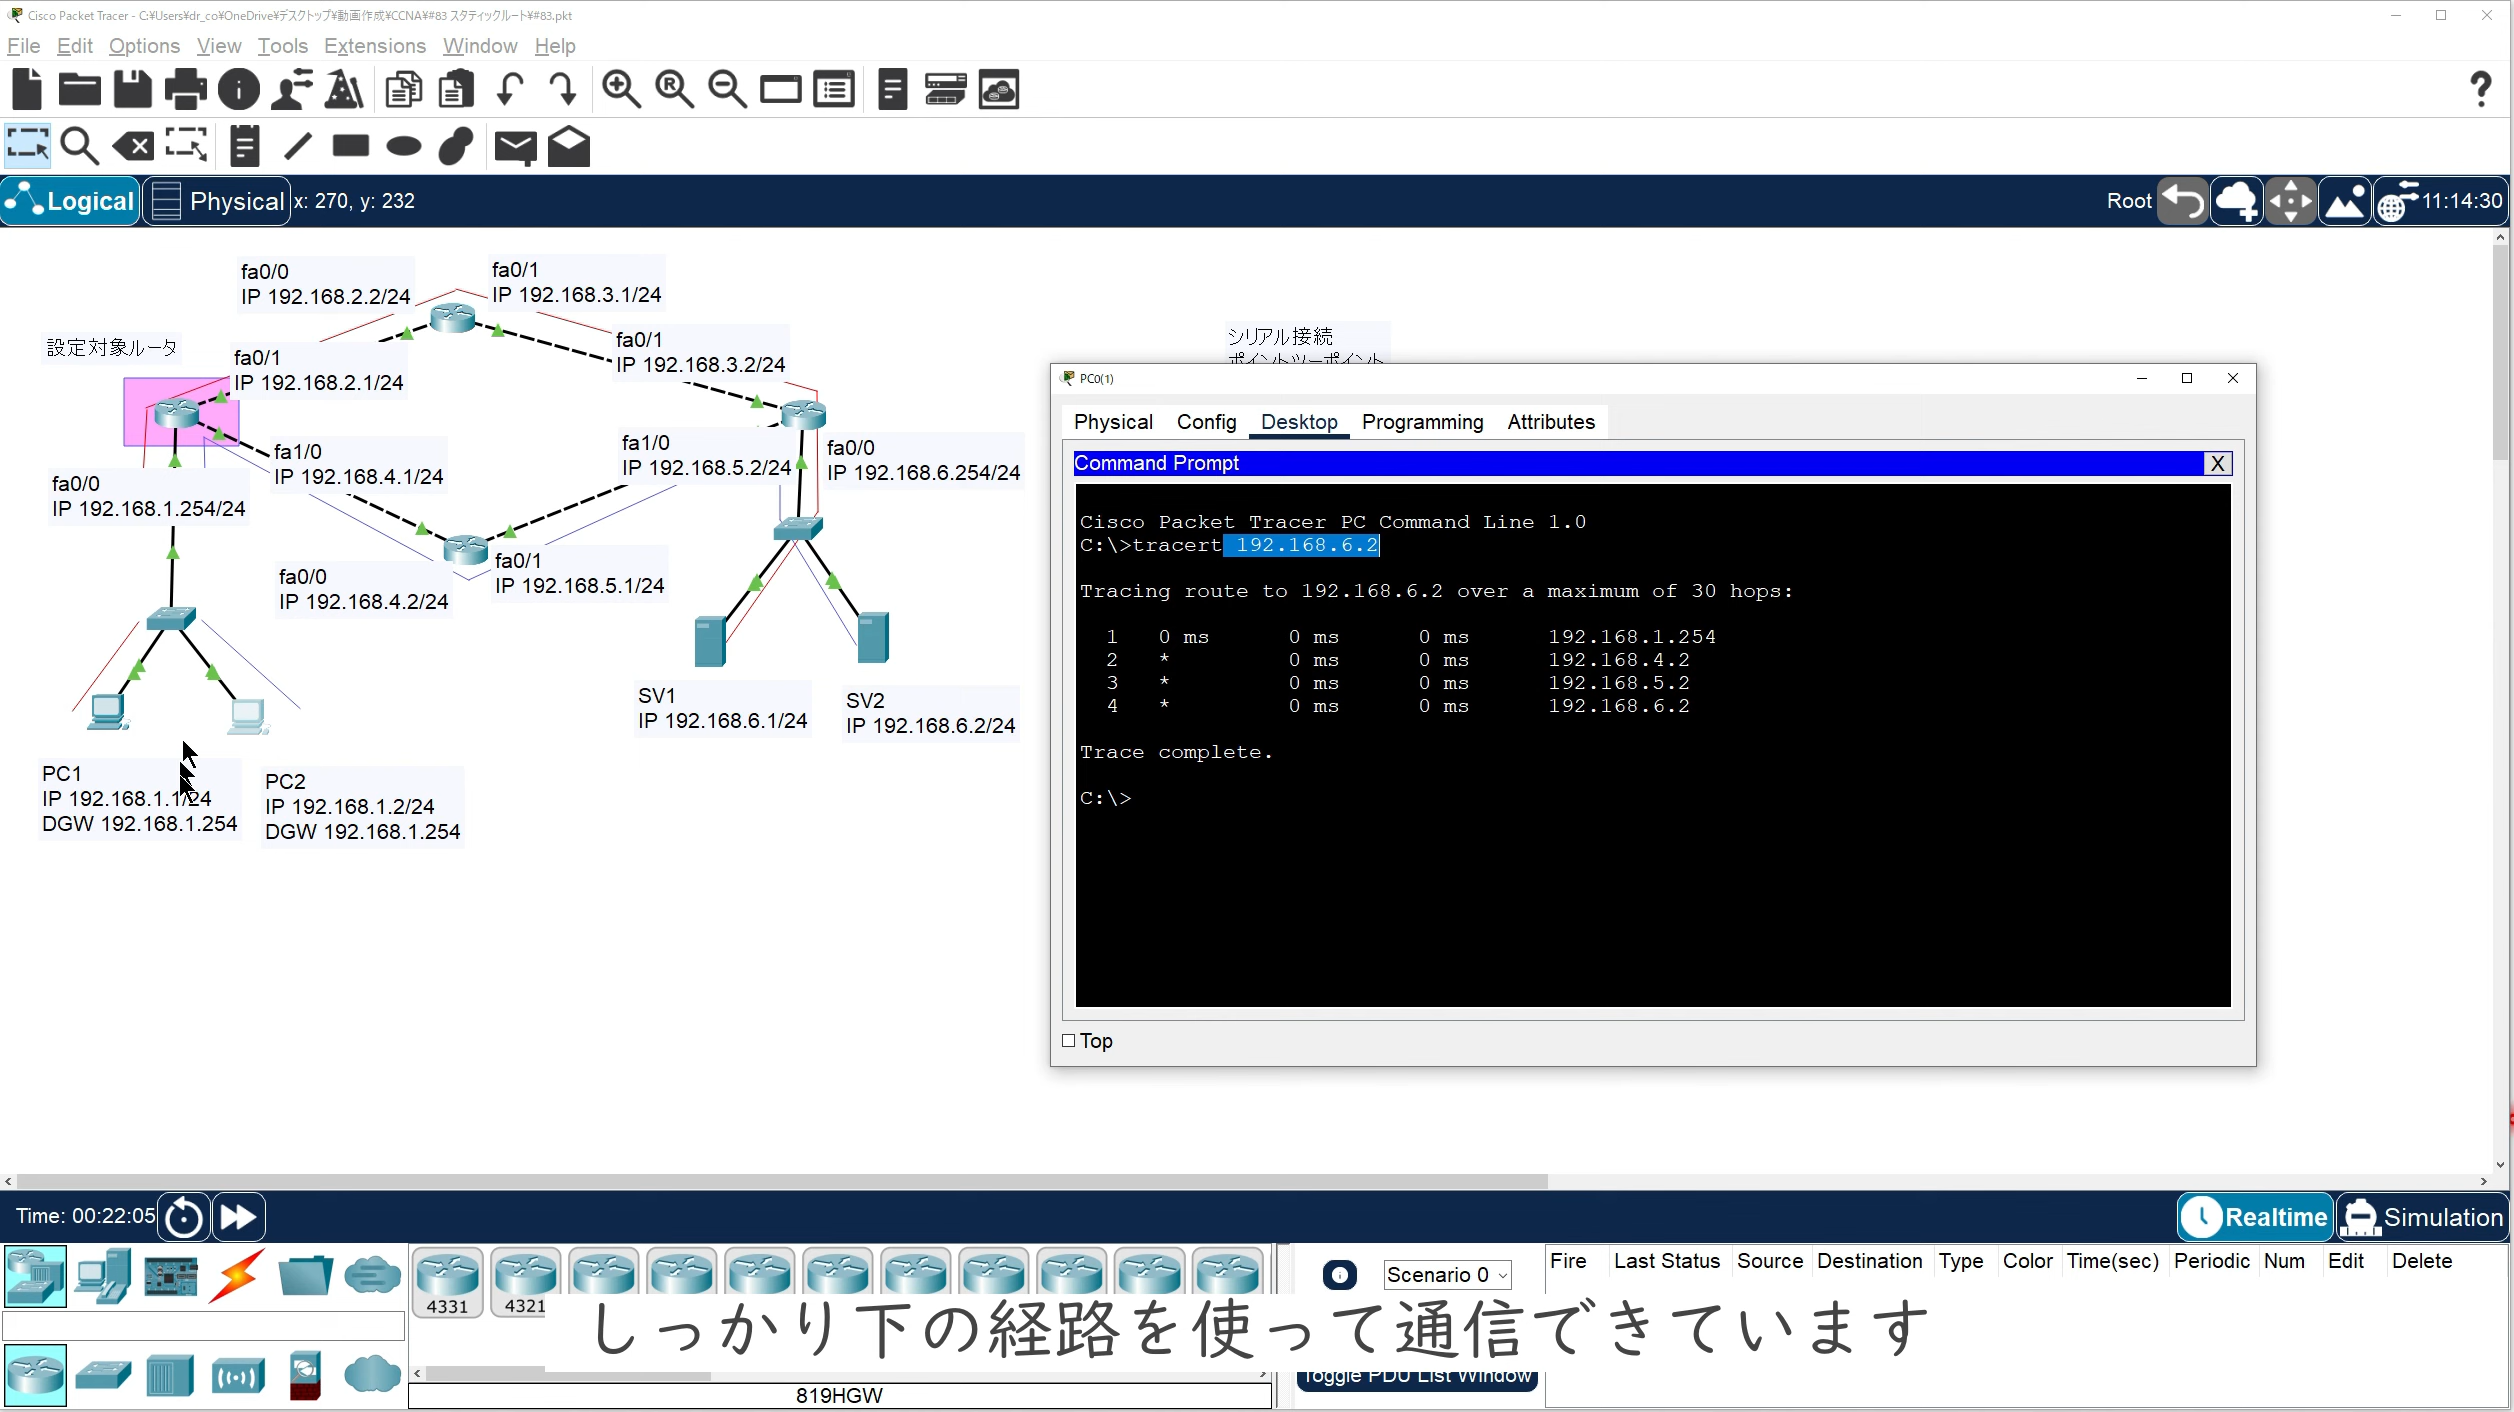 Cisco Packet Tracer - C:¥Users¥dr_co¥OneDrive¥デスクトップ¥動画作成¥CCNA¥#83 スタティックルート¥#83.pkt
File Edit Options View Tools Extensions Window Help
Logical Physical x: 270, y: 232
Root 11:14:30
fa0/0
IP 192.168.2.2/24
fa0/1
IP 192.168.3.1/24
設定対象ルータ
fa0/1
IP 192.168.2.1/24
fa0/1
IP 192.168.3.2/24
fa1/0
IP 192.168.4.1/24
fa1/0
IP 192.168.5.2/24
fa0/0
IP 192.168.6.254/24
fa0/0
IP 192.168.1.254/24
fa0/0
IP 192.168.4.2/24
fa0/1
IP 192.168.5.1/24
SV1
IP 192.168.6.1/24
SV2
IP 192.168.6.2/24
PC1
IP 192.168.1.1/24
DGW 192.168.1.254
PC2
IP 192.168.1.2/24
DGW 192.168.1.254
シリアル接続
ポイントツーポイント
PC0(1)
Physical Config Desktop Programming Attributes
Command Prompt X
Cisco Packet Tracer PC Command Line 1.0
C:\>tracert 192.168.6.2
Tracing route to 192.168.6.2 over a maximum of 30 hops:
1 0 ms 0 ms 0 ms 192.168.1.254
2 * 0 ms 0 ms 192.168.4.2
3 * 0 ms 0 ms 192.168.5.2
4 * 0 ms 0 ms 192.168.6.2
Trace complete.
C:\>
Top
Time: 00:22:05
Realtime Simulation
4331 4321
Scenario 0
Fire Last Status Source Destination Type Color Time(sec) Periodic Num Edit Delete
しっかり下の経路を使って通信できています
Toggle PDU List Window
819HGW